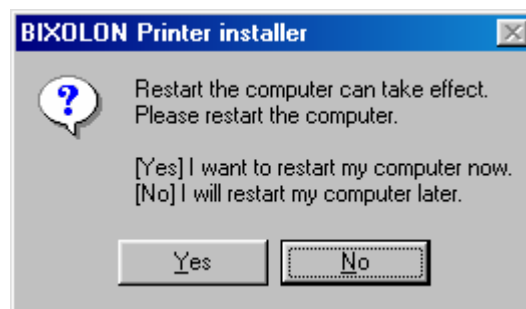 BIXOLON Printer installer
Restart the computer can take effect.
Please restart the computer.
[Yes] I want to restart my computer now.
[No] I will restart my computer later.
Yes
No